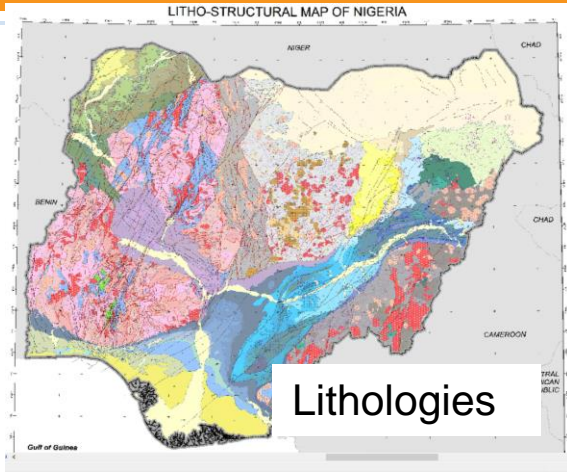 LITHO-STRUCTURAL MAP OF NIGERIA
NIGER
CHAD
BENIN
CHAD
CAMEROON
Lithologies
Gulf of Guinea